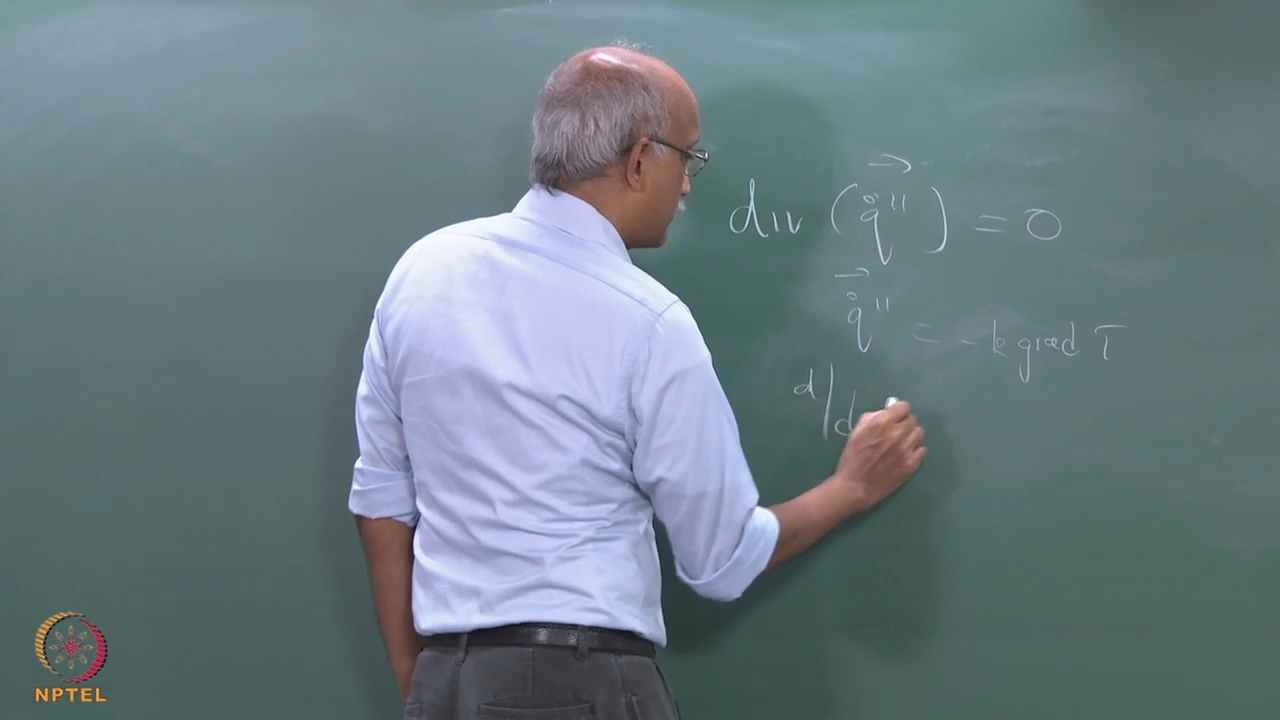 div (q̇⃗'') = 0
q̇⃗'' = - k grad T
d/d
NPTEL